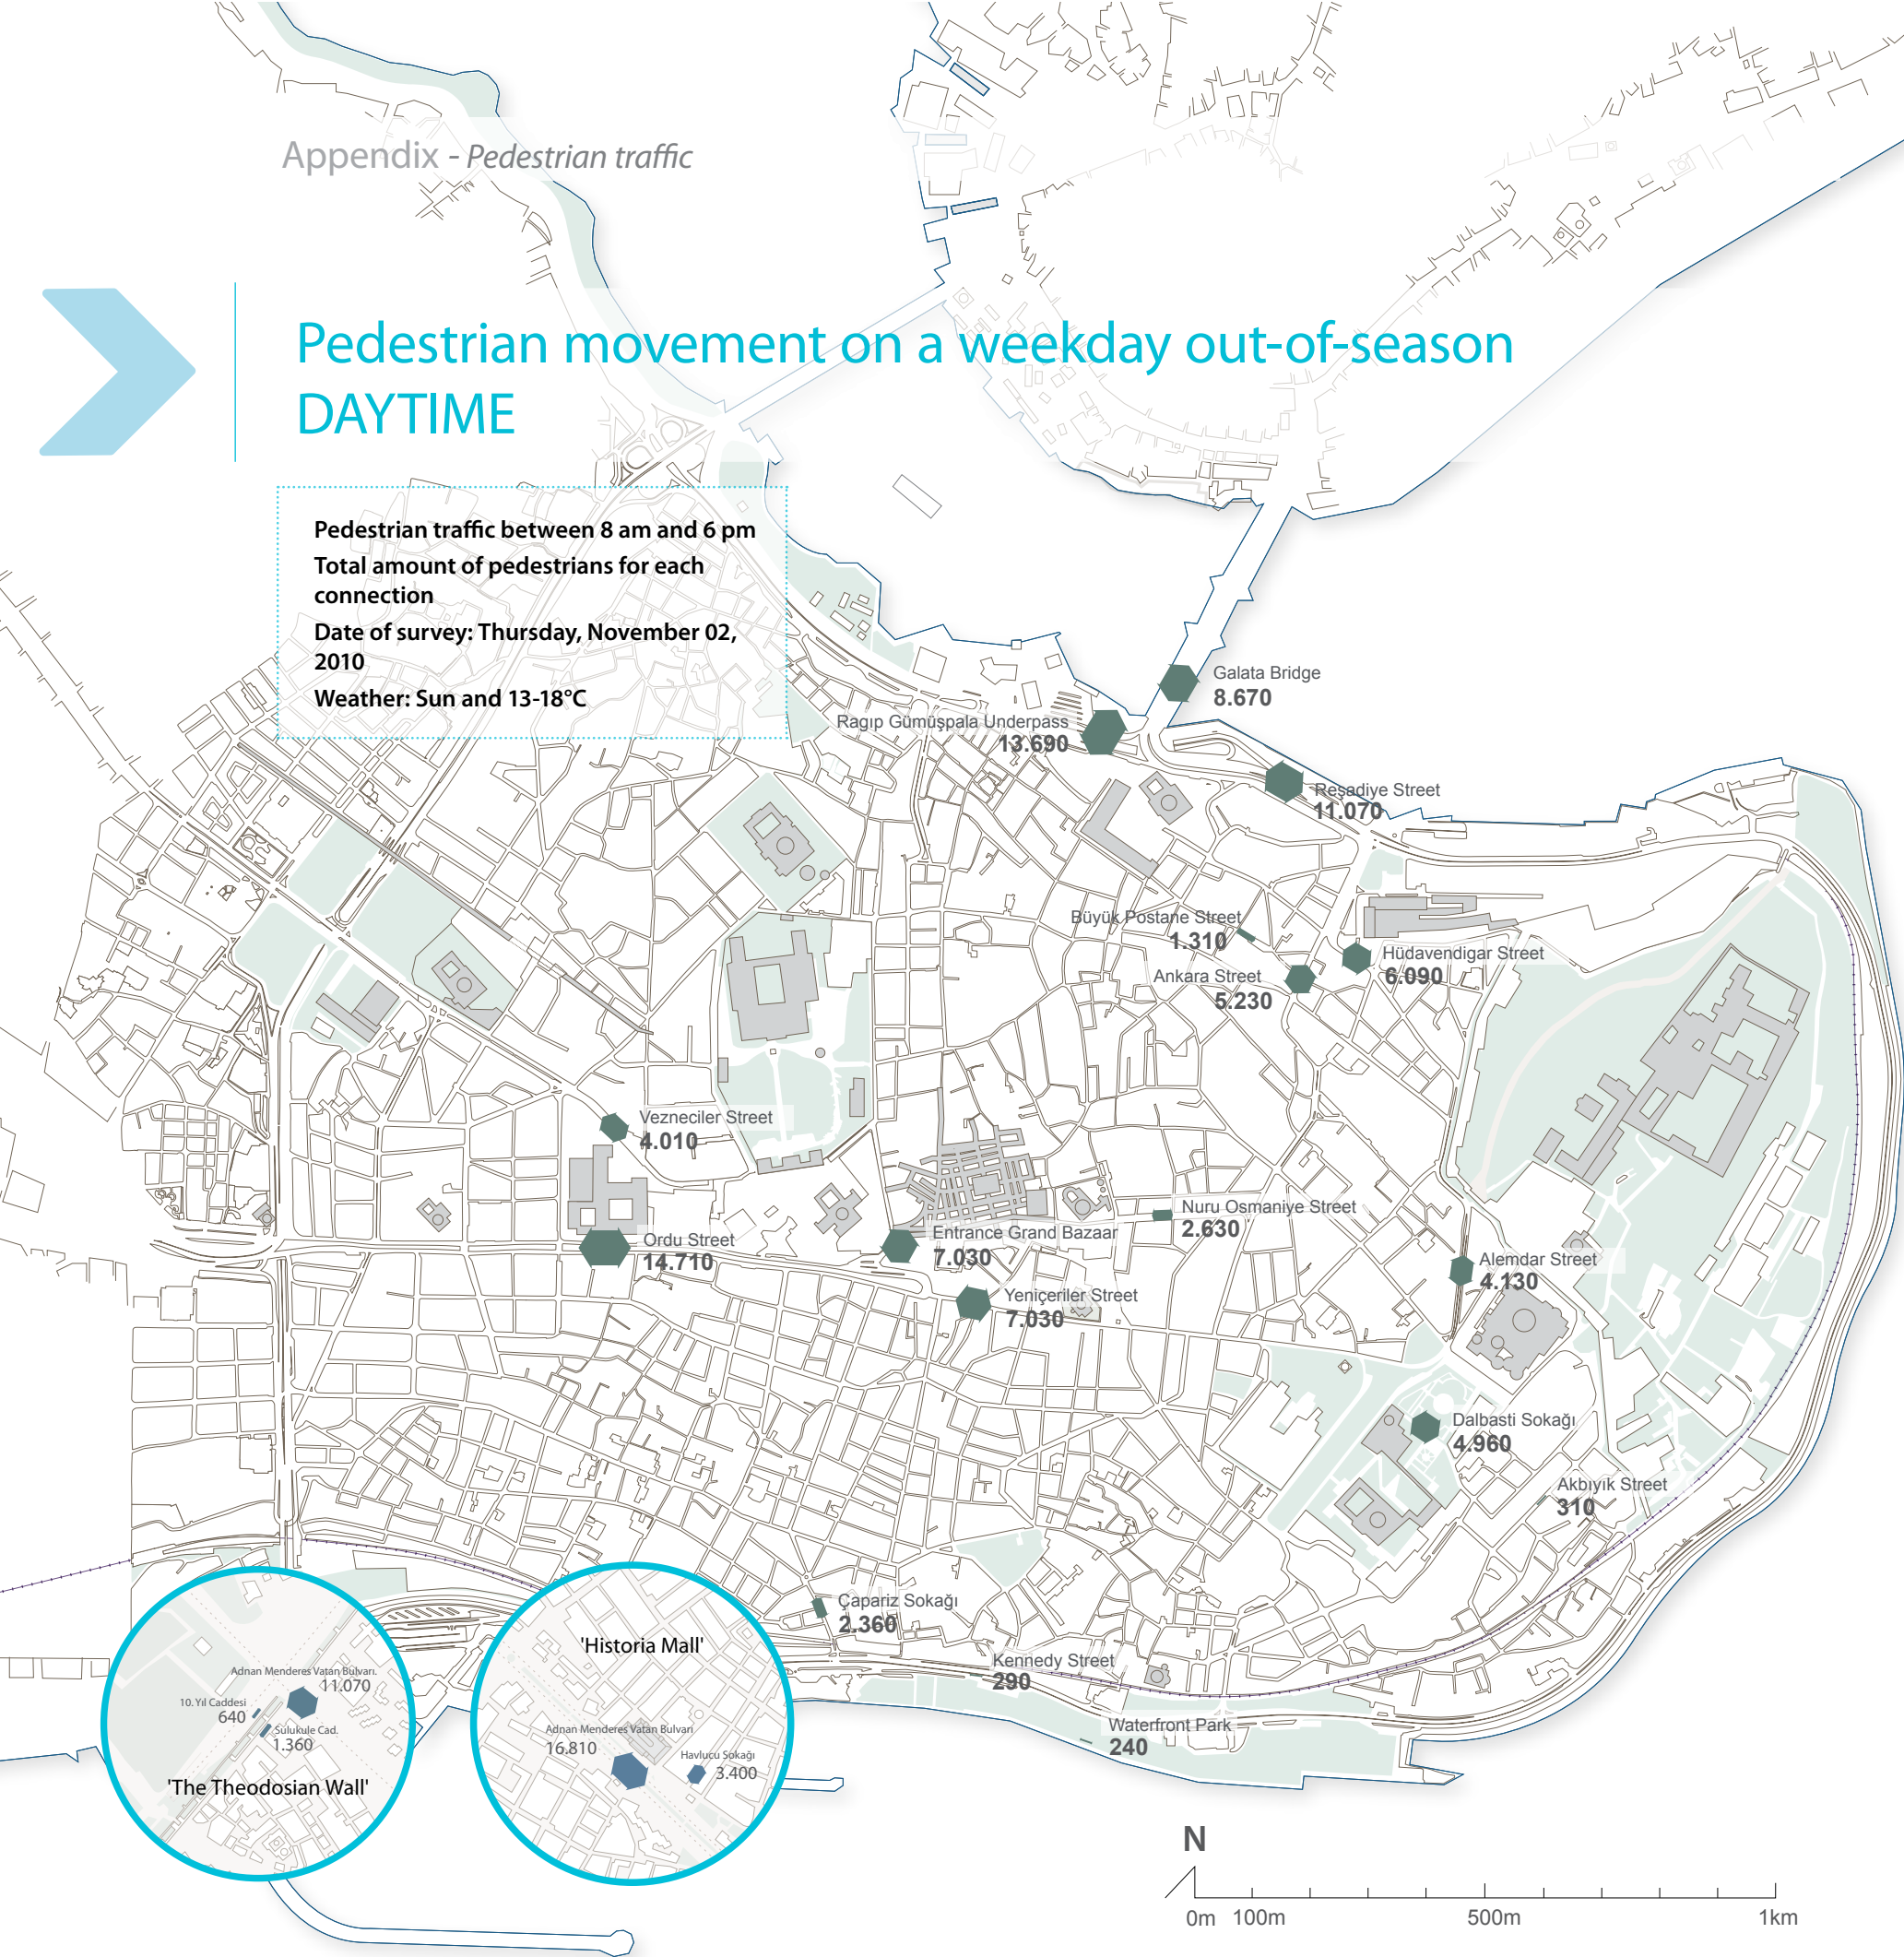 Appendix - Pedestrian traffic
Pedestrian movement on a weekday out-of-season
DAYTIME
Pedestrian traffic between 8 am and 6 pm
Total amount of pedestrians for each
connection
Date of survey: Thursday, November 02,
2010
Weather: Sun and 13-18°C
Galata Bridge
8.670
Ragıp Gümüşpala Underpass
13.690
Reşadiye Street
11.070
Büyük Postane Street
1.310
Hüdavendigar Street
6.090
Ankara Street
5.230
Vezneciler Street
4.010
Nuru Osmaniye Street
2.630
Entrance Grand Bazaar
7.030
Ordu Street
14.710
Alemdar Street
4.130
Yeniçeriler Street
7.030
Dalbasti Sokağı
4.960
Akbıyık Street
310
Çapariz Sokağı
2.360
Kennedy Street
290
Waterfront Park
240
Adnan Menderes Vatan Bulvarı.
11.070
10. Yıl Caddesi
640
Sulukule Cad.
1.360
'The Theodosian Wall'
'Historia Mall'
Adnan Menderes Vatan Bulvarı
16.810
Havlucu Sokağı
3.400
N
0m 100m 500m 1km